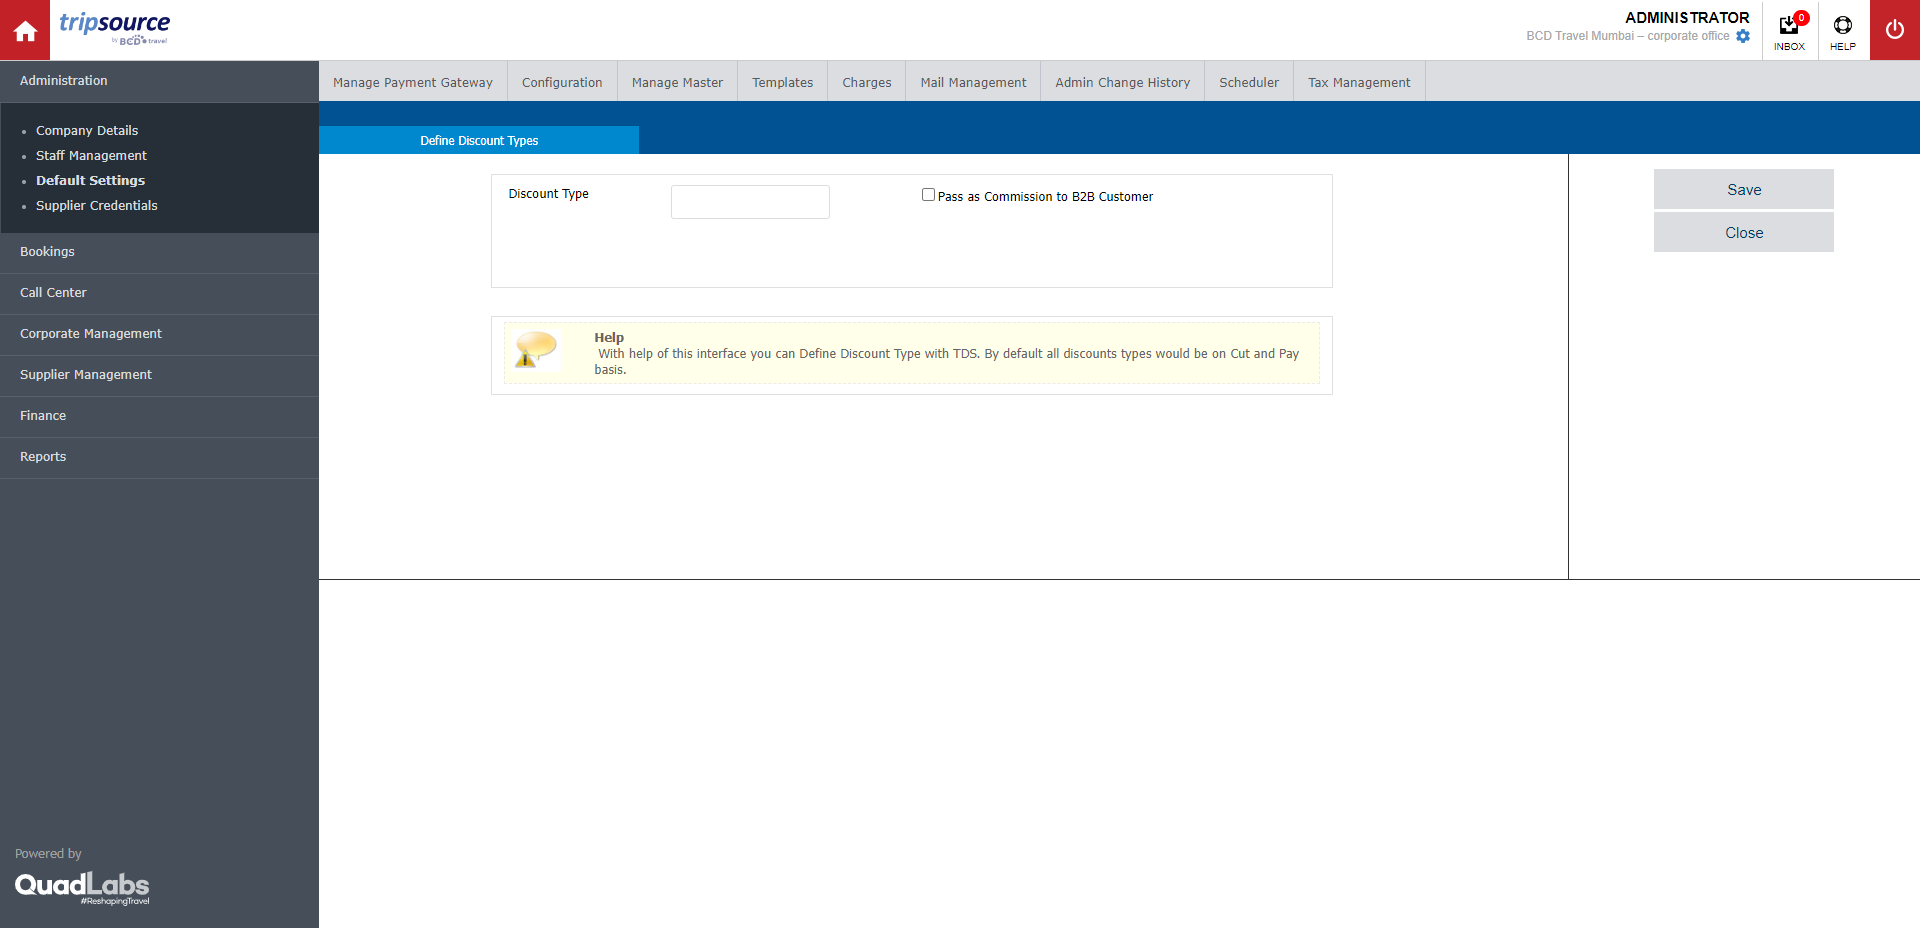 tripsource
by BCD travel
ADMINISTRATOR
BCD Travel Mumbai – corporate office
0
INBOX
HELP
Administration
Company Details
Staff Management
Default Settings
Supplier Credentials
Bookings
Call Center
Corporate Management
Supplier Management
Finance
Reports
Powered by
QuadLabs
#ReshapingTravel
Manage Payment Gateway
Configuration
Manage Master
Templates
Charges
Mail Management
Admin Change History
Scheduler
Tax Management
Define Discount Types
Discount Type
Pass as Commission to B2B Customer
Save
Close
Help
With help of this interface you can Define Discount Type with TDS. By default all discounts types would be on Cut and Pay
basis.